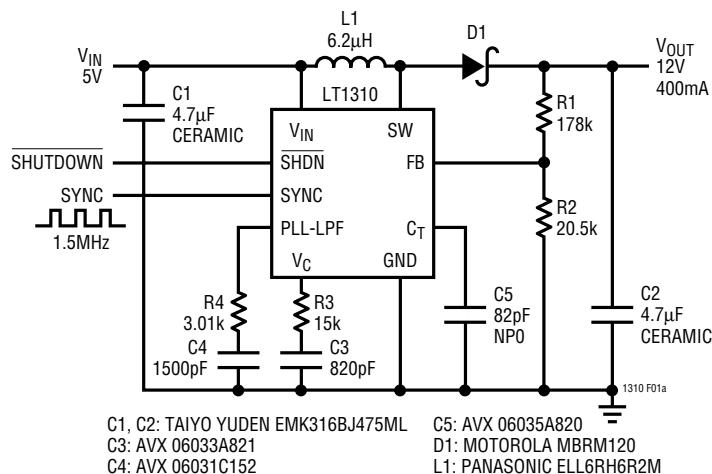 L1
6.2µH
D1
VIN
5V
VOUT
12V
400mA
C1
4.7µF
CERAMIC
LT1310
VIN
SW
R1
178k
SHUTDOWN
SHDN
FB
SYNC
SYNC
1.5MHz
PLL-LPF
CT
R2
20.5k
VC
GND
R4
3.01k
R3
15k
C5
82pF
NP0
C2
4.7µF
CERAMIC
C4
1500pF
C3
820pF
1310 F01a
C1, C2: TAIYO YUDEN EMK316BJ475ML
C3: AVX 06033A821
C4: AVX 06031C152
C5: AVX 06035A820
D1: MOTOROLA MBRM120
L1: PANASONIC ELL6RH6R2M